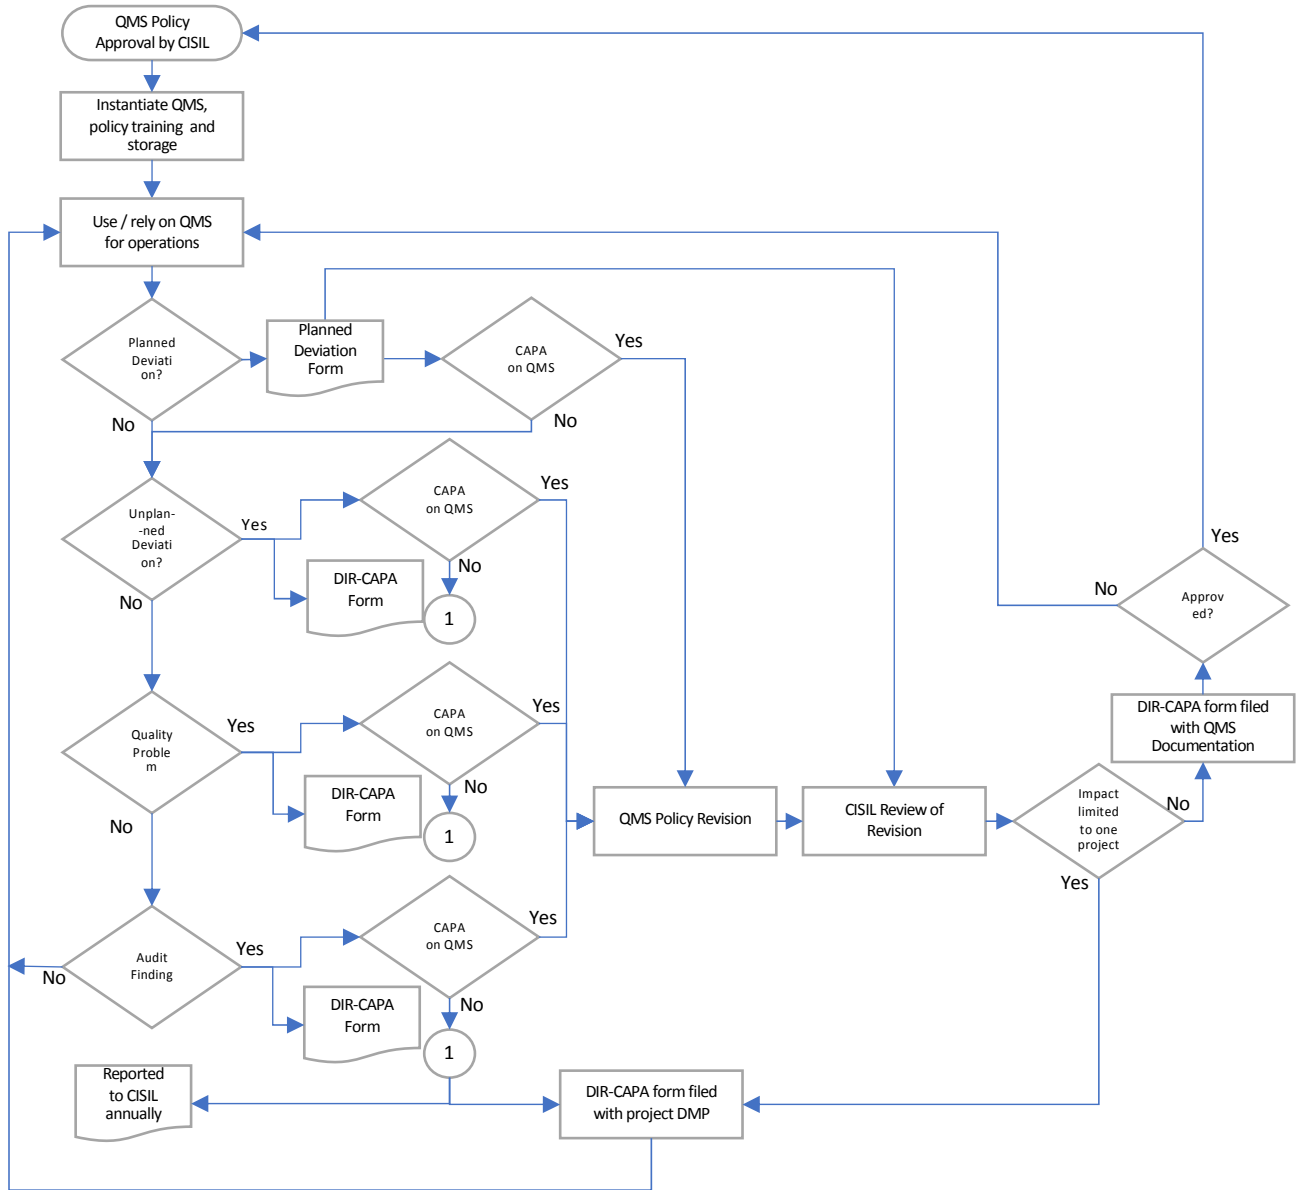 QMS Policy
Approval by CISIL
Instantiate QMS,
policy training and
storage
Use / rely on QMS
for operations
Planned
Deviati
on?
No
Planned
Deviation
Form
CAPA
on QMS
Yes
No
Unplan-
-ned
Deviati
on?
Yes
No
CAPA
on QMS
Yes
No
DIR-CAPA
Form
1
Quality
Proble
m
Yes
No
CAPA
on QMS
Yes
No
DIR-CAPA
Form
1
Audit
Finding
Yes
No
CAPA
on QMS
Yes
No
DIR-CAPA
Form
1
Reported
to CISIL
annually
DIR-CAPA form filed
with project DMP
QMS Policy Revision
CISIL Review of
Revision
Impact
limited
to one
project
No
Yes
DIR-CAPA form filed
with QMS
Documentation
Approv
ed?
No
Yes